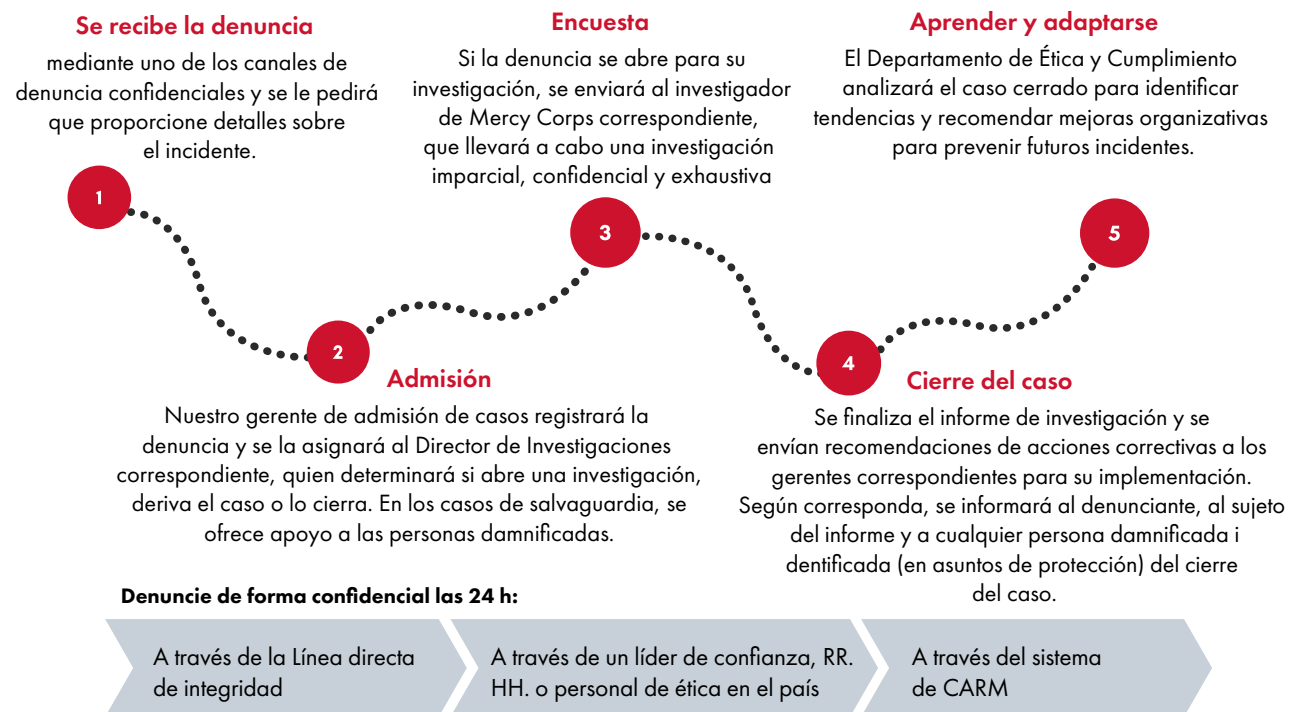 Se recibe la denuncia
mediante uno de los canales de
denuncia confidenciales y se le pedirá
que proporcione detalles sobre
el incidente.
1
2
Admisión
Nuestro gerente de admisión de casos registrará la
denuncia y se la asignará al Director de Investigaciones
correspondiente, quien determinará si abre una investigación,
deriva el caso o lo cierra. En los casos de salvaguardia, se
ofrece apoyo a las personas damnificadas.
Encuesta
Si la denuncia se abre para su
investigación, se enviará al investigador
de Mercy Corps correspondiente,
que llevará a cabo una investigación
imparcial, confidencial y exhaustiva
3
4
Cierre del caso
Se finaliza el informe de investigación y se
envían recomendaciones de acciones correctivas a los
gerentes correspondientes para su implementación.
Según corresponda, se informará al denunciante, al sujeto
del informe y a cualquier persona damnificada i
dentificada (en asuntos de protección) del cierre
del caso.
Aprender y adaptarse
El Departamento de Ética y Cumplimiento
analizará el caso cerrado para identificar
tendencias y recomendar mejoras organizativas
para prevenir futuros incidentes.
5
Denuncie de forma confidencial las 24 h:
A través de la Línea directa
de integridad
A través de un líder de confianza, RR.
HH. o personal de ética en el país
A través del sistema
de CARM